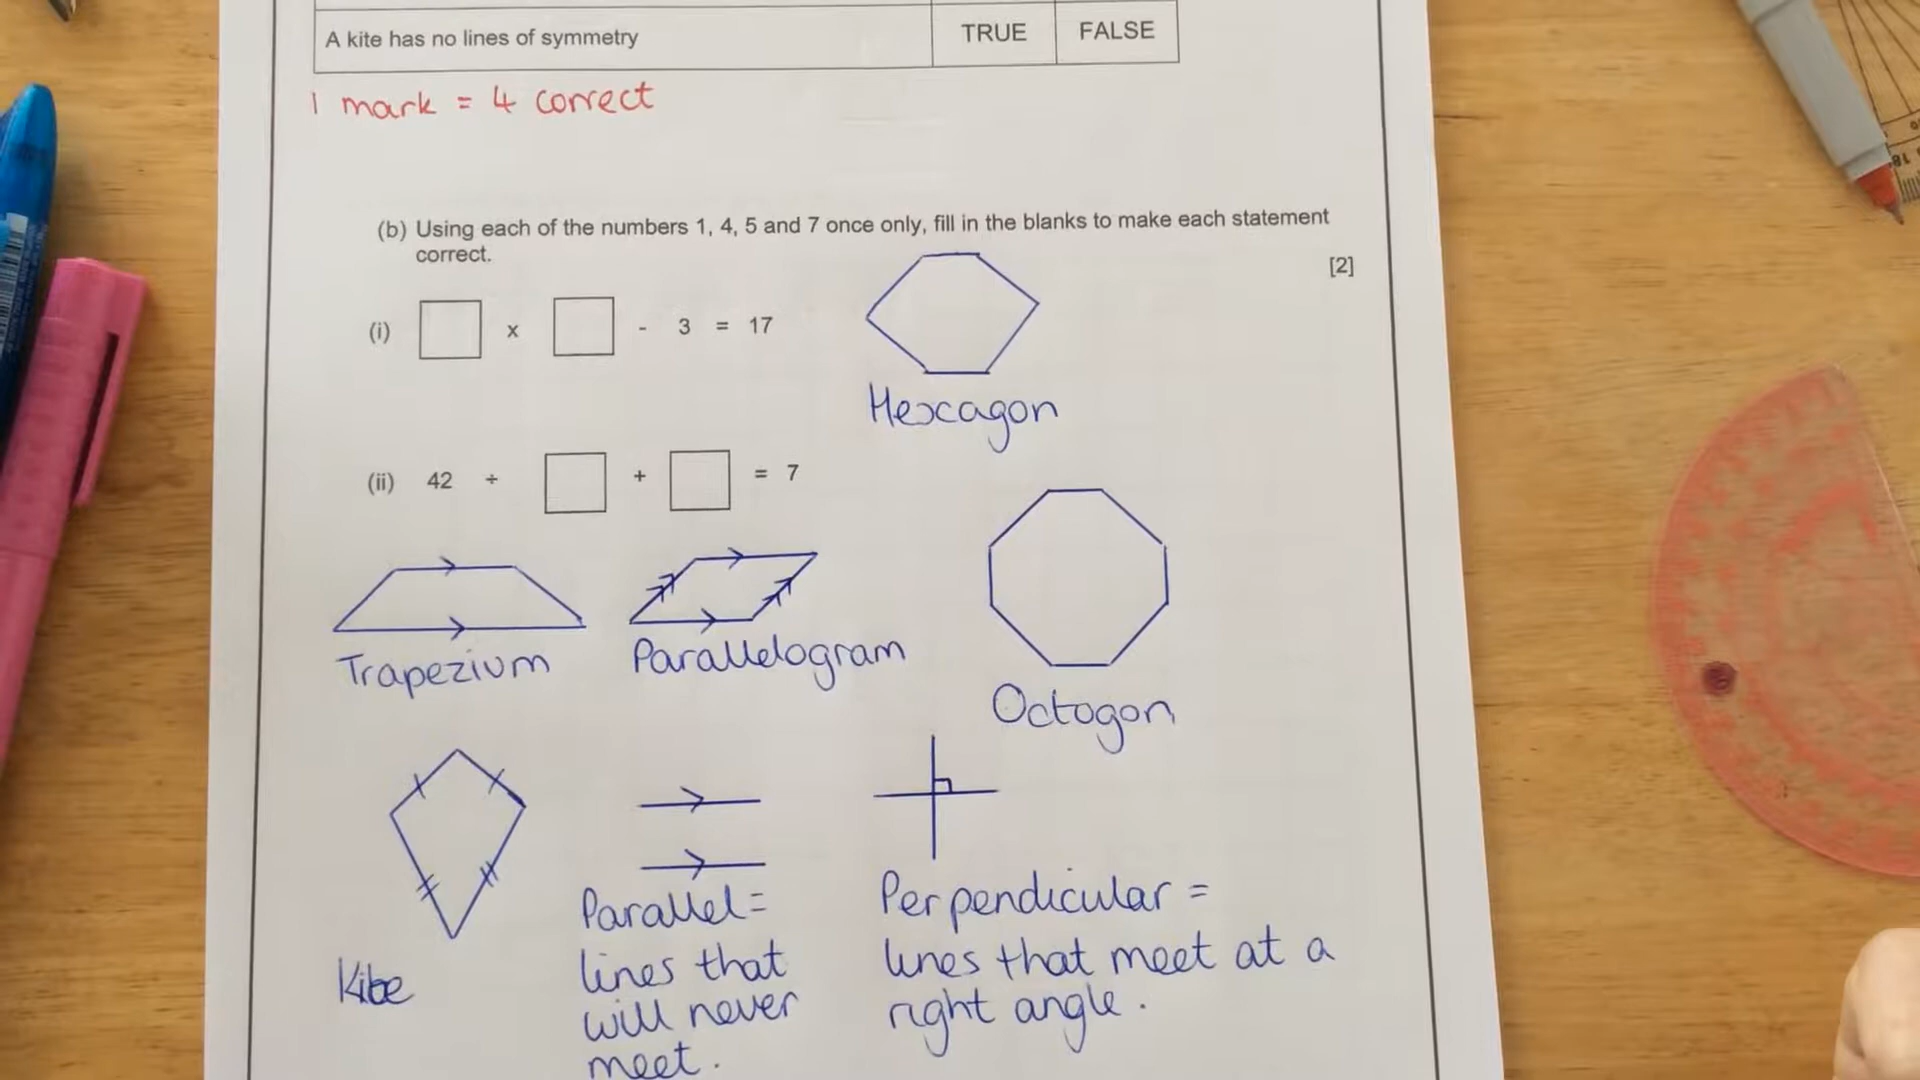 A kite has no lines of symmetry TRUE FALSE
1 mark = 4 correct
(b) Using each of the numbers 1, 4, 5 and 7 once only, fill in the blanks to make each statement
correct.
[2]
(i) x - 3 = 17
Hexagon
(ii) 42 ÷ + = 7
Trapezium
Parallelogram
Octogon
Kite
Parallel =
lines that
will never
meet.
Perpendicular =
lines that meet at a
right angle.